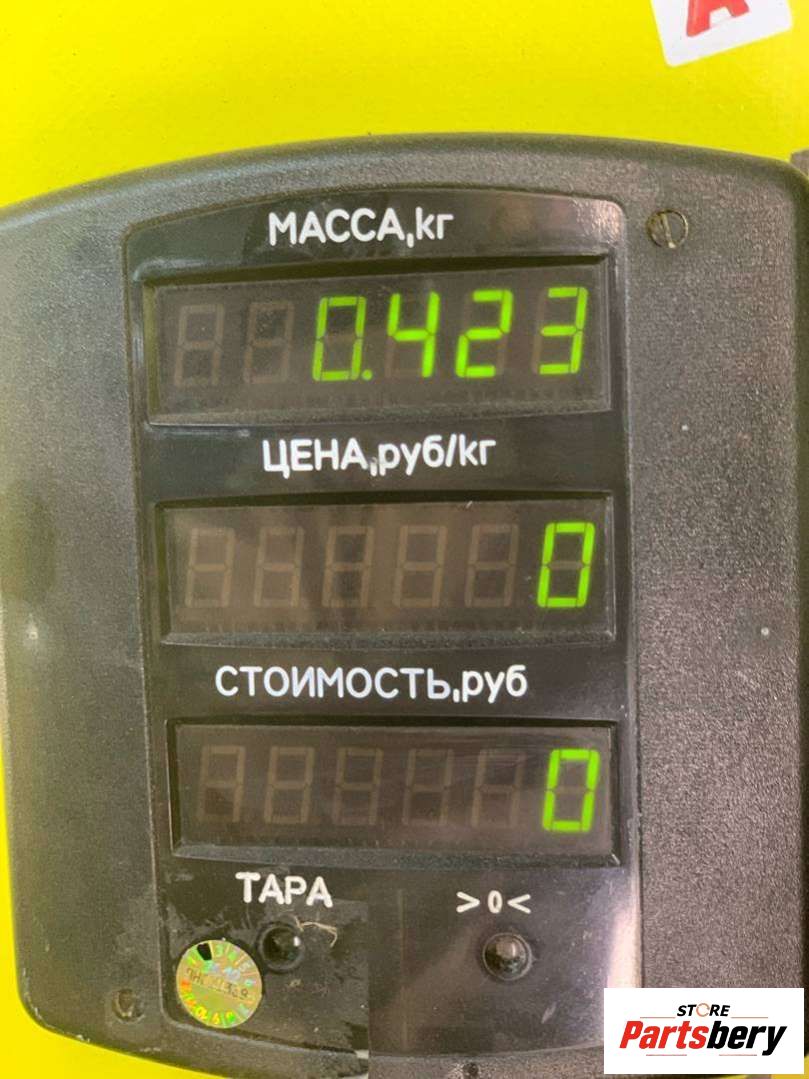 А
МАССА,кг
0.423
ЦЕНА,руб/кг
0
СТОИМОСТЬ,руб
0
ТАРА
>0<
STORE
Partsbery